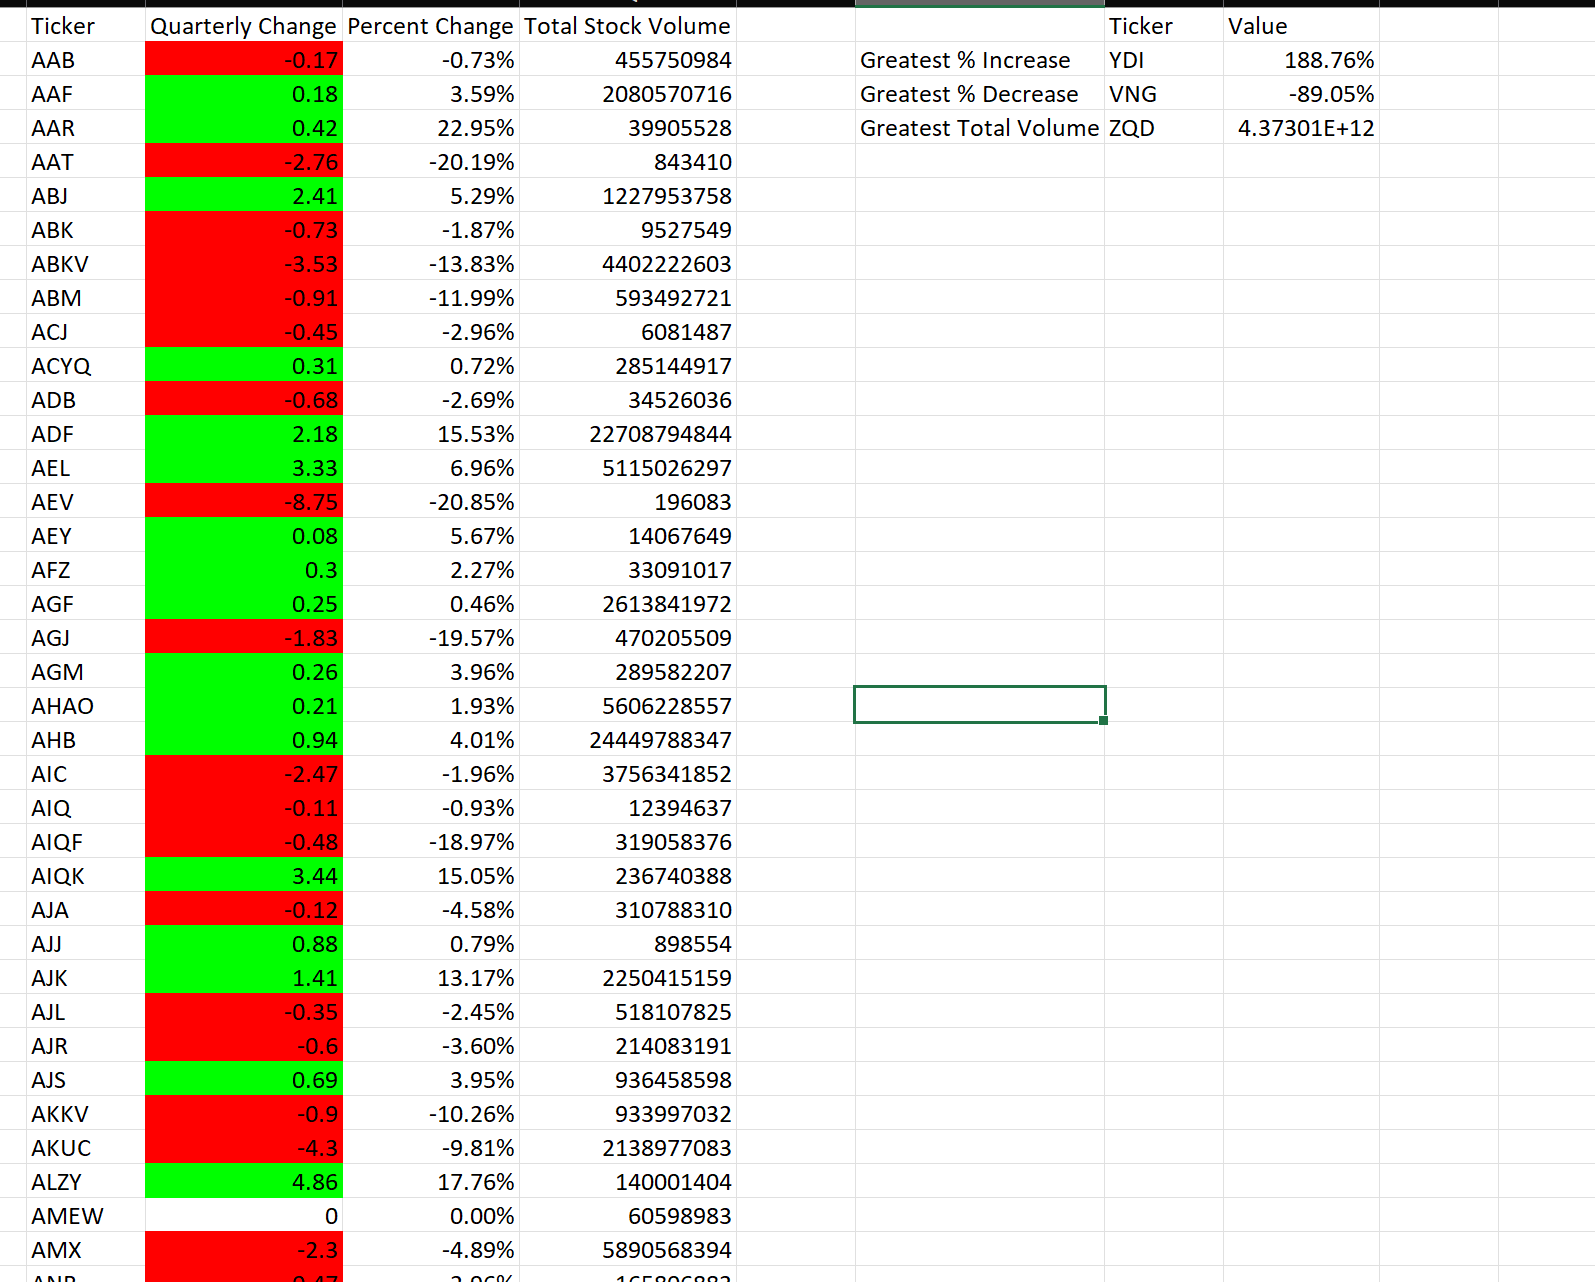 Ticker Quarterly Change Percent Change Total Stock Volume Ticker Value
AAB -0.17 -0.73% 455750984 Greatest % Increase YDI 188.76%
AAF 0.18 3.59% 2080570716 Greatest % Decrease VNG -89.05%
AAR 0.42 22.95% 39905528 Greatest Total Volume ZQD 4.37301E+12
AAT -2.76 -20.19% 843410
ABJ 2.41 5.29% 1227953758
ABK -0.73 -1.87% 9527549
ABKV -3.53 -13.83% 4402222603
ABM -0.91 -11.99% 593492721
ACJ -0.45 -2.96% 6081487
ACYQ 0.31 0.72% 285144917
ADB -0.68 -2.69% 34526036
ADF 2.18 15.53% 22708794844
AEL 3.33 6.96% 5115026297
AEV -8.75 -20.85% 196083
AEY 0.08 5.67% 14067649
AFZ 0.3 2.27% 33091017
AGF 0.25 0.46% 2613841972
AGJ -1.83 -19.57% 470205509
AGM 0.26 3.96% 289582207
AHAO 0.21 1.93% 5606228557
AHB 0.94 4.01% 24449788347
AIC -2.47 -1.96% 3756341852
AIQ -0.11 -0.93% 12394637
AIQF -0.48 -18.97% 319058376
AIQK 3.44 15.05% 236740388
AJA -0.12 -4.58% 310788310
AJJ 0.88 0.79% 898554
AJK 1.41 13.17% 2250415159
AJL -0.35 -2.45% 518107825
AJR -0.6 -3.60% 214083191
AJS 0.69 3.95% 936458598
AKKV -0.9 -10.26% 933997032
AKUC -4.3 -9.81% 2138977083
ALZY 4.86 17.76% 140001404
AMEW 0 0.00% 60598983
AMX -2.3 -4.89% 5890568394